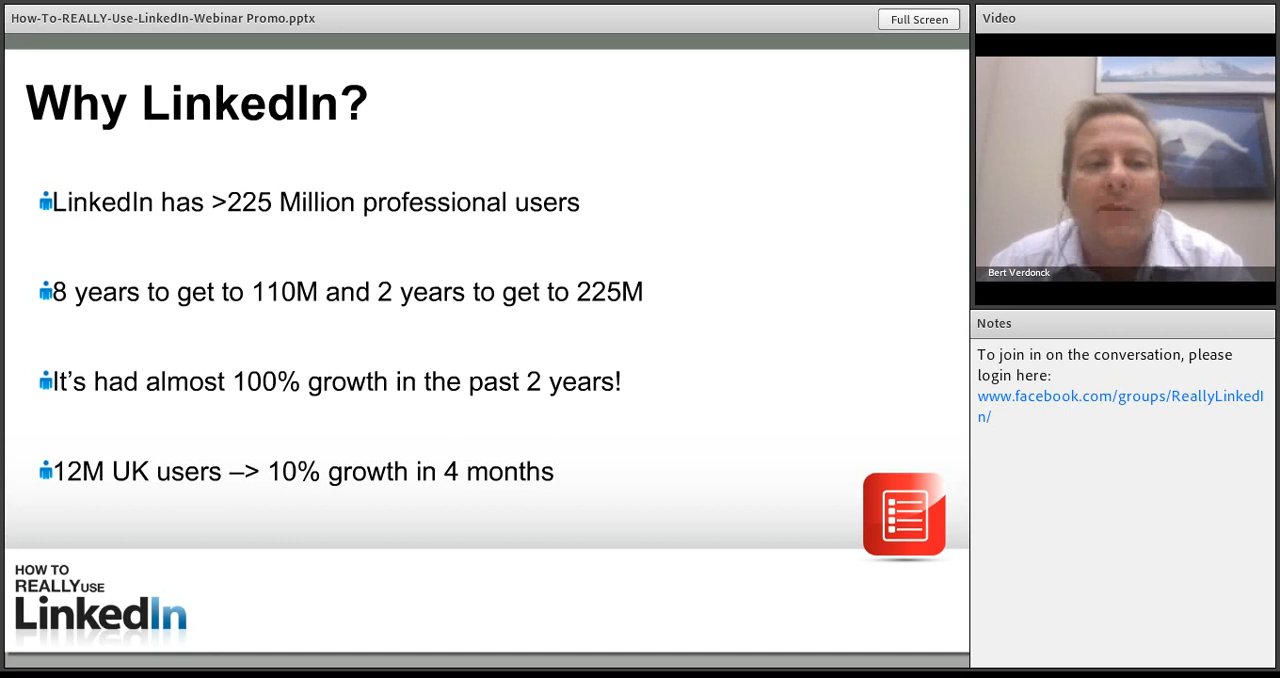 How-To-REALLY-Use-LinkedIn-Webinar Promo.pptx
Full Screen
Why LinkedIn?
LinkedIn has >225 Million professional users
8 years to get to 110M and 2 years to get to 225M
It’s had almost 100% growth in the past 2 years!
12M UK users –> 10% growth in 4 months
HOW TO
REALLY USE
LinkedIn
Video
Bert Verdonck
Notes
To join in on the conversation, please
login here:
www.facebook.com/groups/ReallyLinkedI
n/